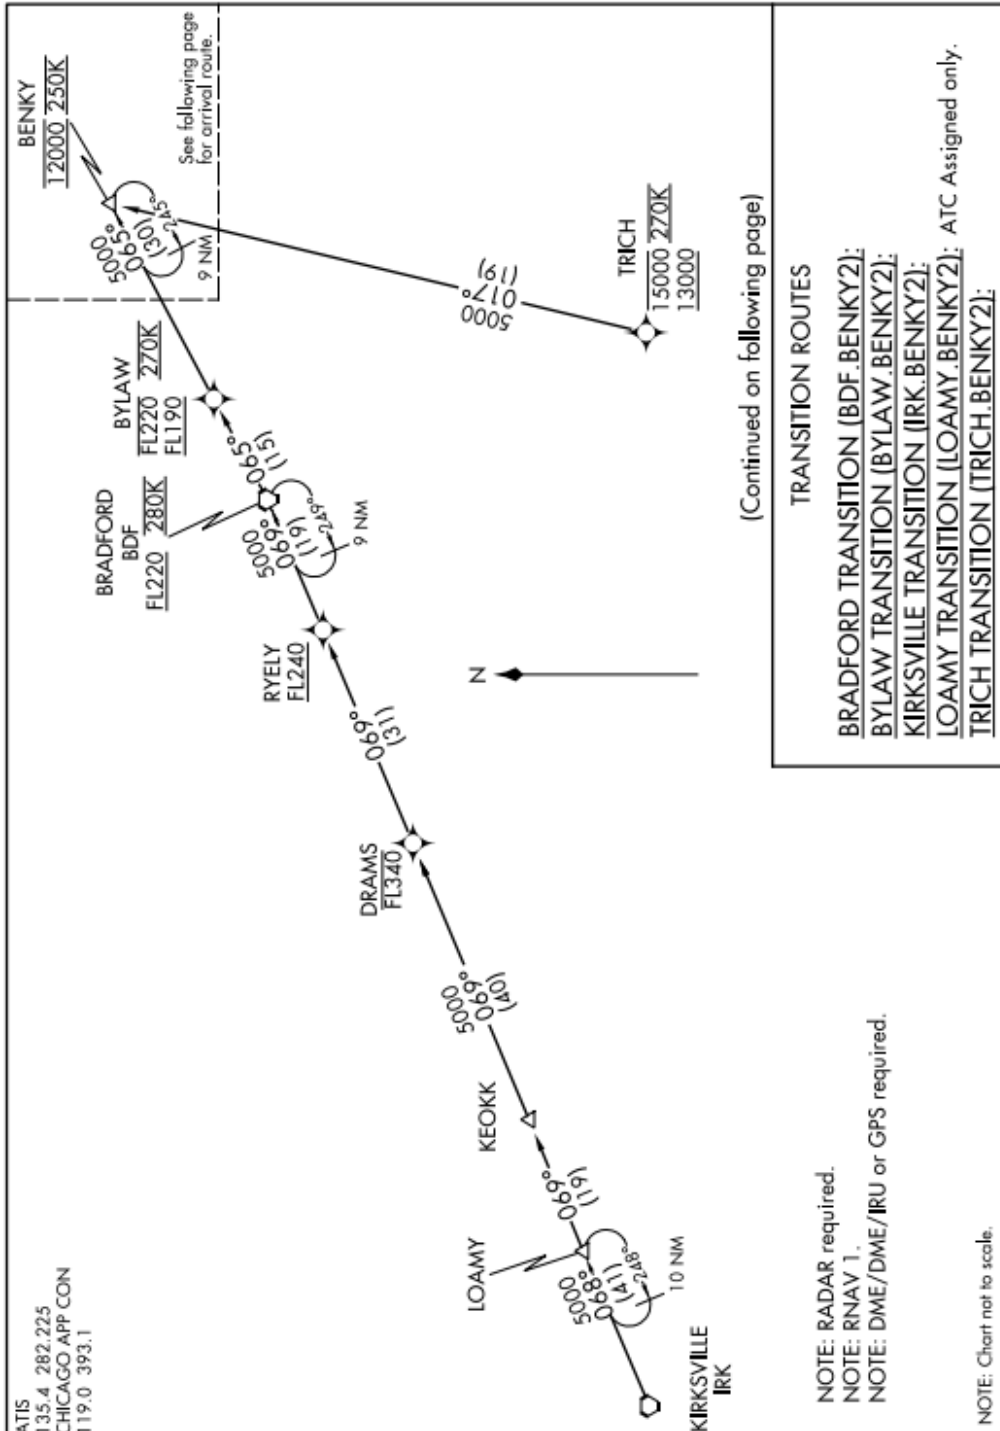 ATIS
135.4 282.225
CHICAGO APP CON
119.0 393.1
BENKY
12000 250K
See following page
for arrival route.
5000
065°
(30)
245°
9 NM
BYLAW
FL220 270K
FL190
BRADFORD
BDF
FL220 280K
065°
(15)
5000
069°
(19)
249°
9 NM
RYELY
FL240
069°
(31)
DRAMS
FL340
5000
069°
(40)
KEOKK
069°
(19)
LOAMY
5000
068°
(41)
248°
10 NM
KIRKSVILLE
IRK
5000
017°
(19)
TRICH
15000 270K
13000
N
(Continued on following page)
TRANSITION ROUTES
BRADFORD TRANSITION (BDF.BENKY2):
BYLAW TRANSITION (BYLAW.BENKY2):
KIRKSVILLE TRANSITION (IRK.BENKY2):
LOAMY TRANSITION (LOAMY.BENKY2): ATC Assigned only.
TRICH TRANSITION (TRICH.BENKY2):
NOTE: RADAR required.
NOTE: RNAV 1.
NOTE: DME/DME/IRU or GPS required.
NOTE: Chart not to scale.